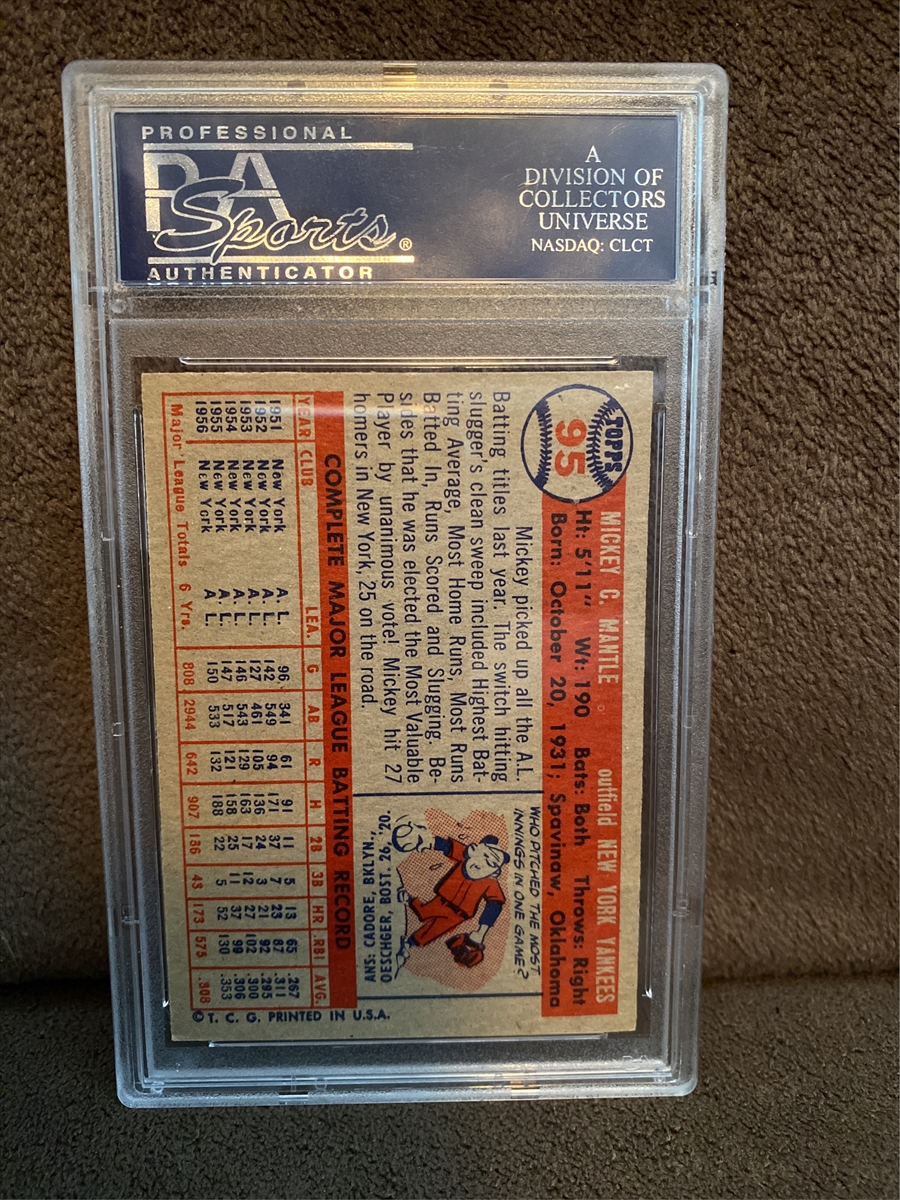 PROFESSIONAL
PSA
Sports®
AUTHENTICATOR
A
DIVISION OF
COLLECTORS
UNIVERSE
NASDAQ: CLCT
TOPPS
95
MICKEY C. MANTLE outfield NEW YORK YANKEES
Ht: 5'11" Wt: 190 Bats: Both Throws: Right
Born: October 20, 1931; Spavinaw, Oklahoma
Mickey picked up all the A.L.
Batting titles last year. The switch hitting
slugger's clean sweep included Highest Bat-
ting Average, Most Home Runs, Most Runs
Batted In, Runs Scored and Slugging. Be-
sides that he was elected the Most Valuable
Player by unanimous vote! Mickey hit 27
homers in New York, 25 on the road.
WHO PITCHED THE MOST
INNINGS IN ONE GAME?
ANS: CADORE, BKLYN.,
OESCHGER, BOST. 26, '20.
COMPLETE MAJOR LEAGUE BATTING RECORD
YEAR CLUB LEA. G AB R H 2B 3B HR RBI AVG.
1951 New York A. L. 96 341 61 91 11 5 13 65 .267
1952 New York A. L. 142 549 94 171 37 7 23 87 .311
1953 New York A. L. 127 461 105 136 24 3 21 92 .295
1954 New York A. L. 146 543 129 163 17 12 27 102 .300
1955 New York A. L. 147 517 121 158 25 11 37 99 .306
1956 New York A. L. 150 533 132 188 22 5 52 130 .353
Major League Totals 6 Yrs. 808 2944 642 907 136 43 173 575 .308
© T. C. G. PRINTED IN U.S.A.